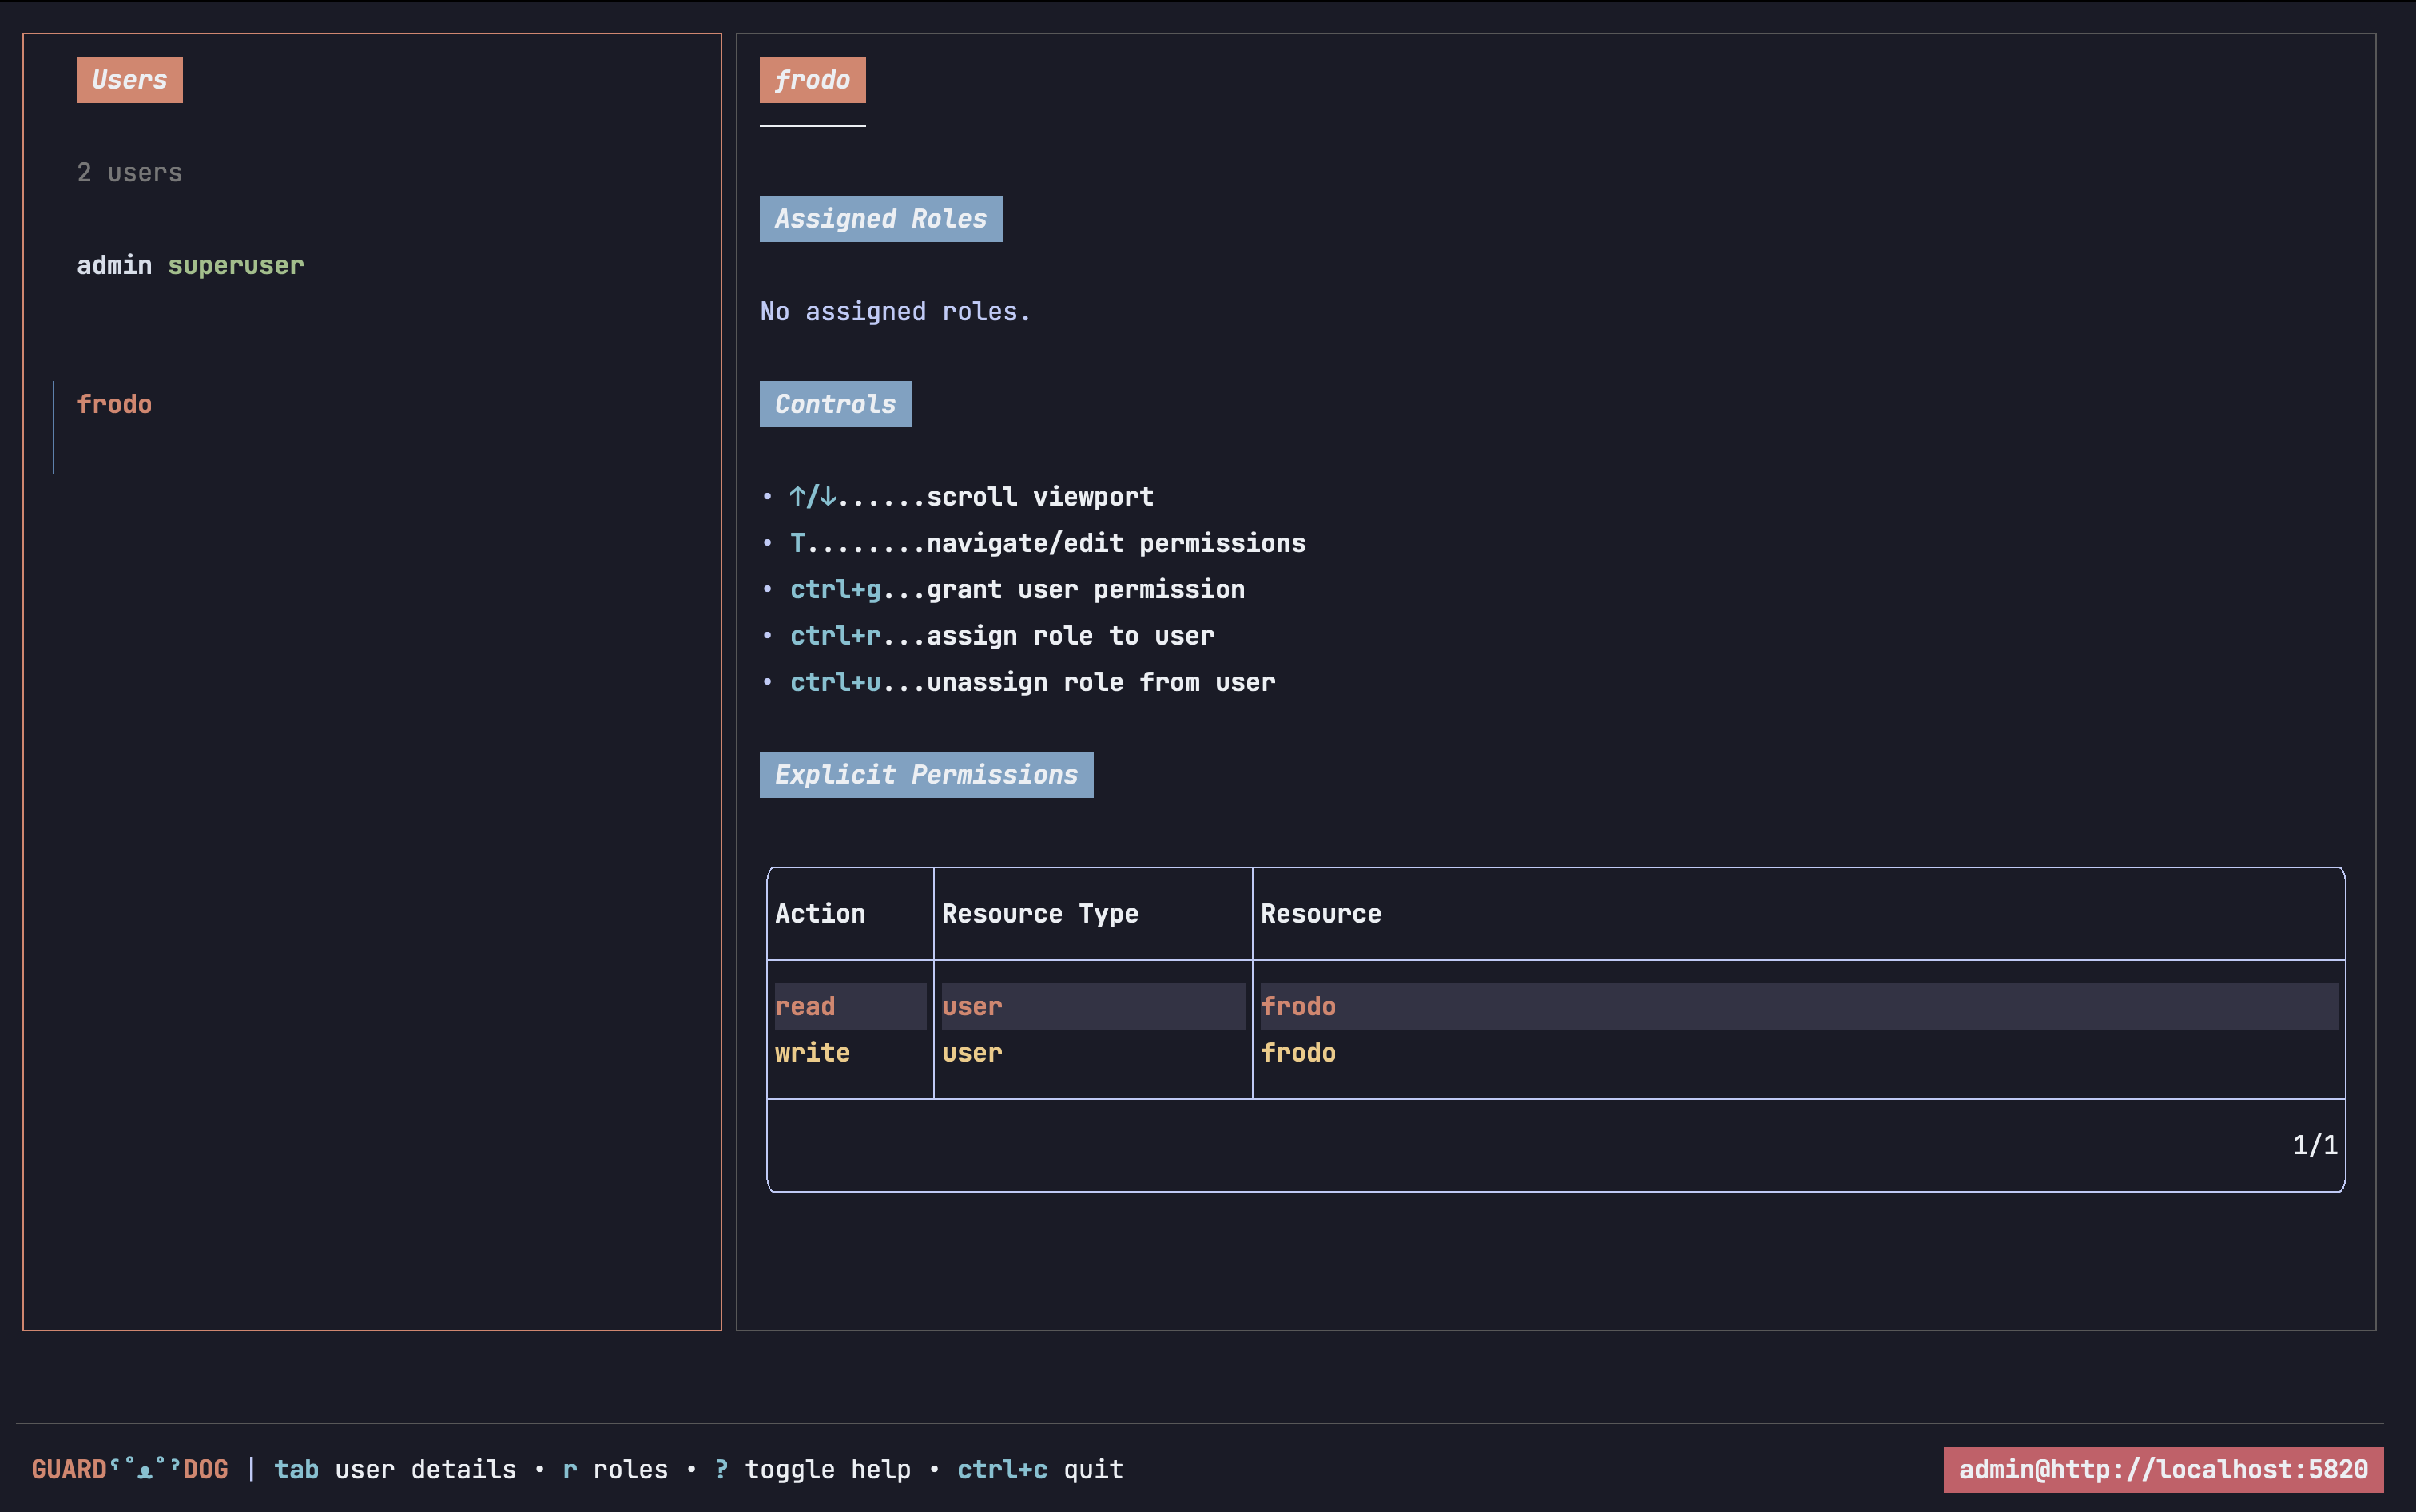 Users
2 users
admin superuser
frodo
frodo
Assigned Roles
No assigned roles.
Controls
• ↑/↓......scroll viewport
• T........navigate/edit permissions
• ctrl+g...grant user permission
• ctrl+r...assign role to user
• ctrl+u...unassign role from user
Explicit Permissions
Action Resource Type Resource
read user frodo
write user frodo
1/1
GUARDˤ˚ᴥ˚ˀDOG | tab user details • r roles • ? toggle help • ctrl+c quit
admin@http://localhost:5820